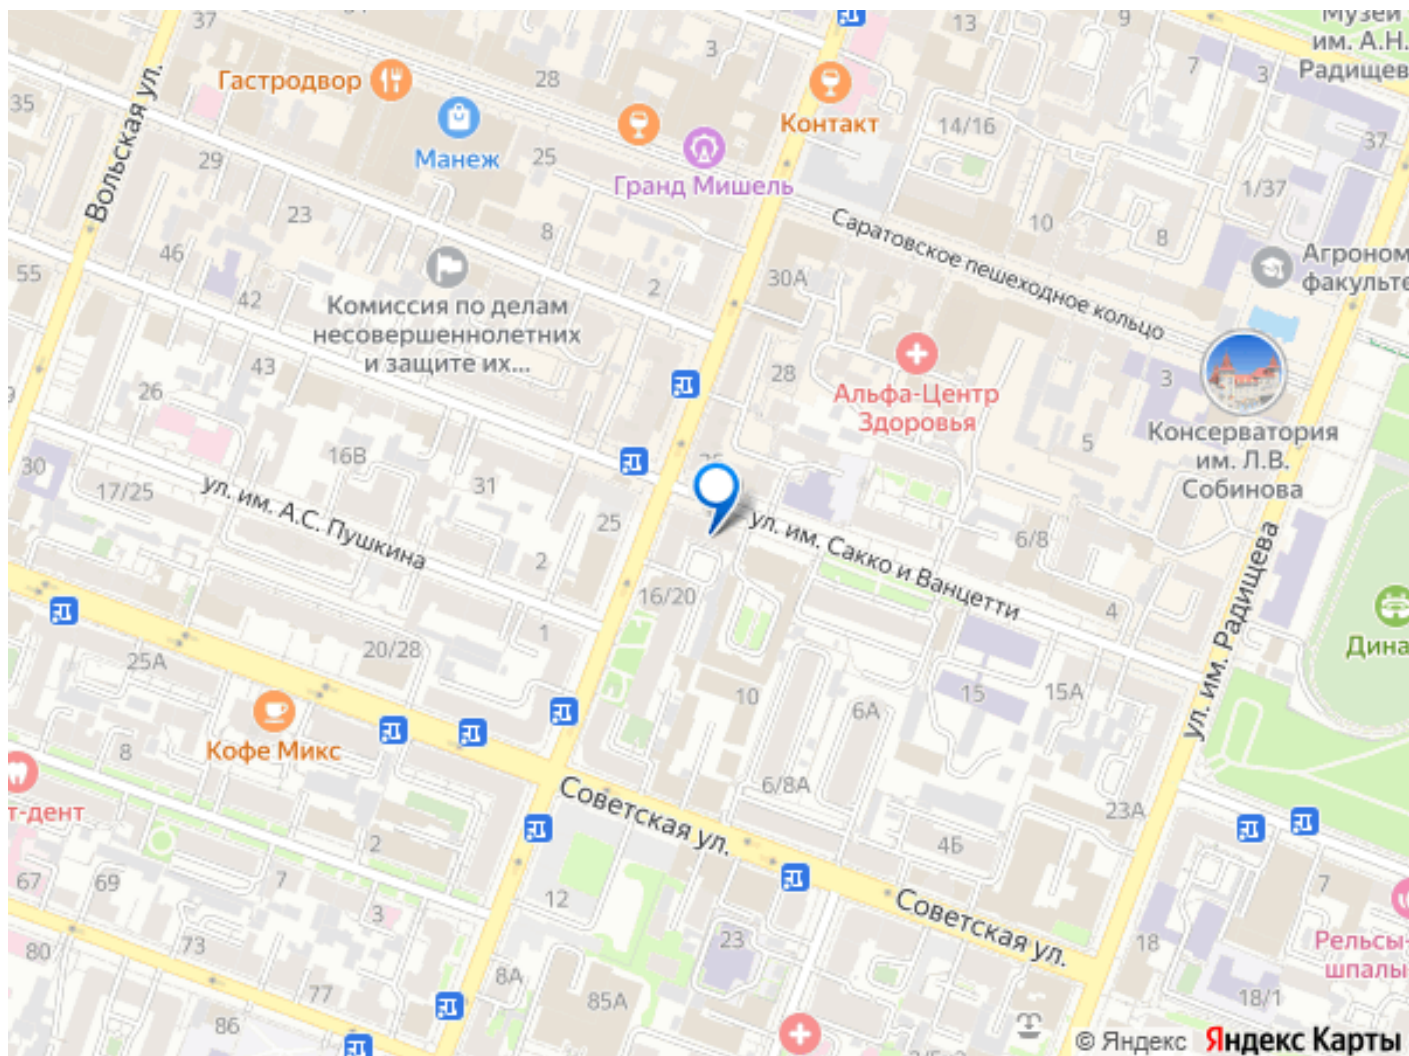 37
13
9
Музей
им. А.Н.
Радищев
3
Гастродвор
28
7
3
35
Контакт
14/16
37
Манеж
25
29
Гранд Мишель
1/37
Вольская ул.
23
8
10
8
Саратовское пешеходное кольцо
46
Агроном
факульте
55
30А
2
42
Комиссия по делам
несовершеннолетних
и защите их...
43
28
3
26
Альфа-Центр
Здоровья
5
Консерватория
им. Л.В.
Собинова
16В
30
17/25
31
ул. им. А.С. Пушкина
25
ул. им. Сакко и Ванцетти
6/8
2
16/20
4
ул. им. Радищева
1
20/28
Дина
25А
10
6А
15
15А
8
Кофе Микс
6/8А
т-дент
Советская ул.
23А
2
4Б
67
69
7
7
12
3
Советская ул.
80
73
23
18
Рельсы-
шпалы
8А
77
85А
18/1
86
© Яндекс Яндекс Карты